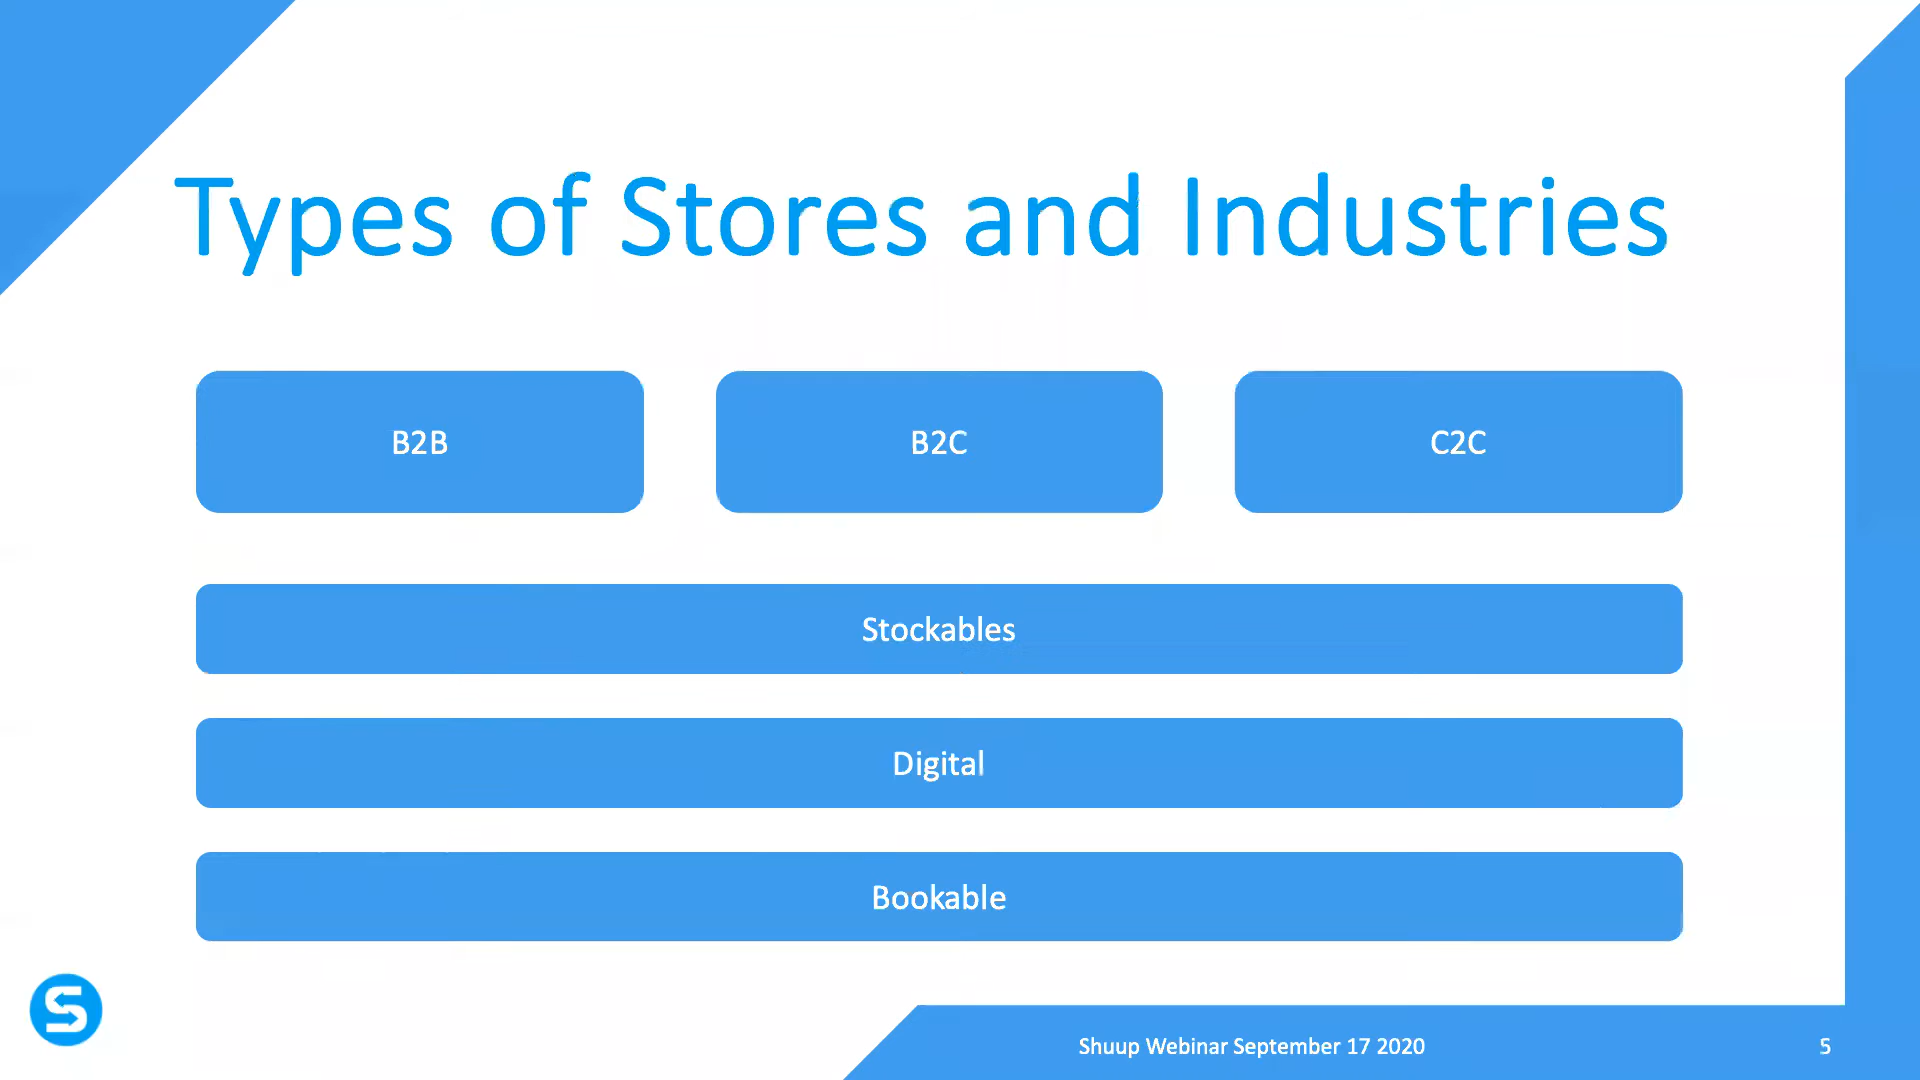 Types of Stores and Industries
B2B
B2C
C2C
Stockables
Digital
Bookable
Shuup Webinar September 17 2020
5